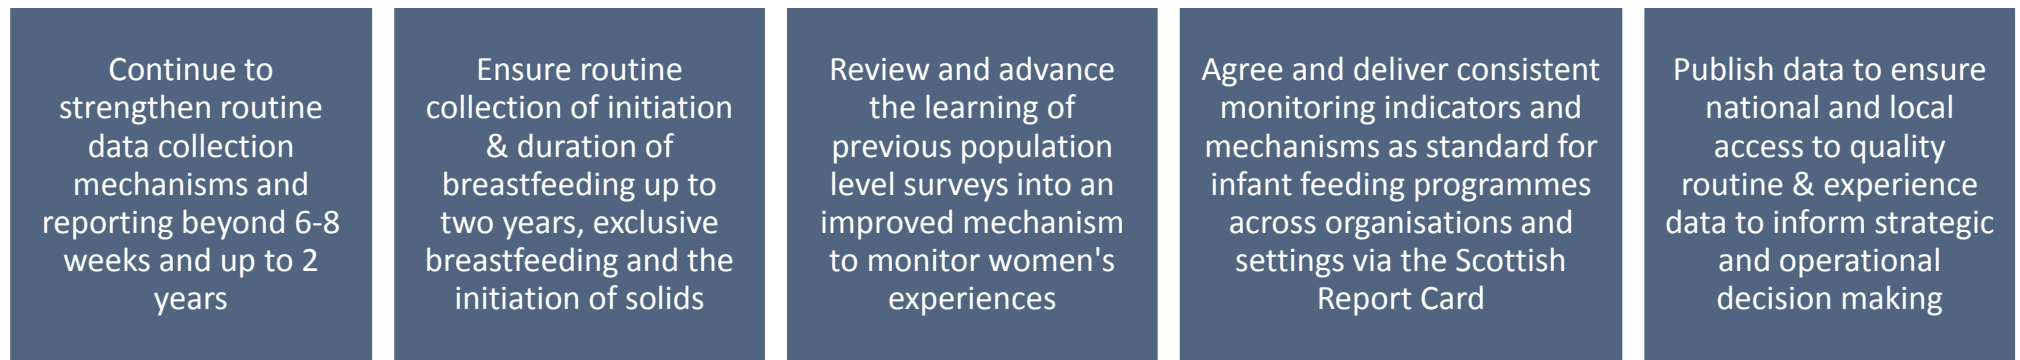 Continue to
strengthen routine
data collection
mechanisms and
reporting beyond 6-8
weeks and up to 2
years
Ensure routine
collection of initiation
& duration of
breastfeeding up to
two years, exclusive
breastfeeding and the
initiation of solids
Review and advance
the learning of
previous population
level surveys into an
improved mechanism
to monitor women's
experiences
Agree and deliver consistent
monitoring indicators and
mechanisms as standard for
infant feeding programmes
across organisations and
settings via the Scottish
Report Card
Publish data to ensure
national and local
access to quality
routine & experience
data to inform strategic
and operational
decision making